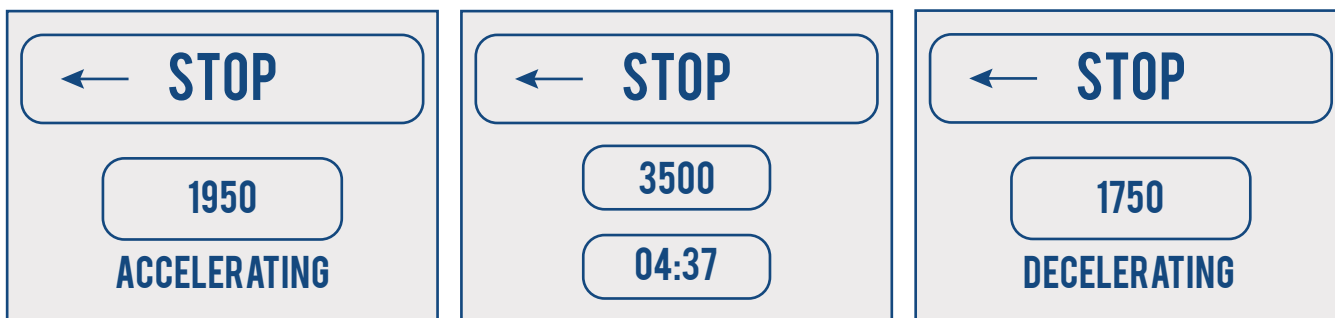 STOP
1950
ACCELERATING
STOP
3500
04:37
STOP
1750
DECELERATING